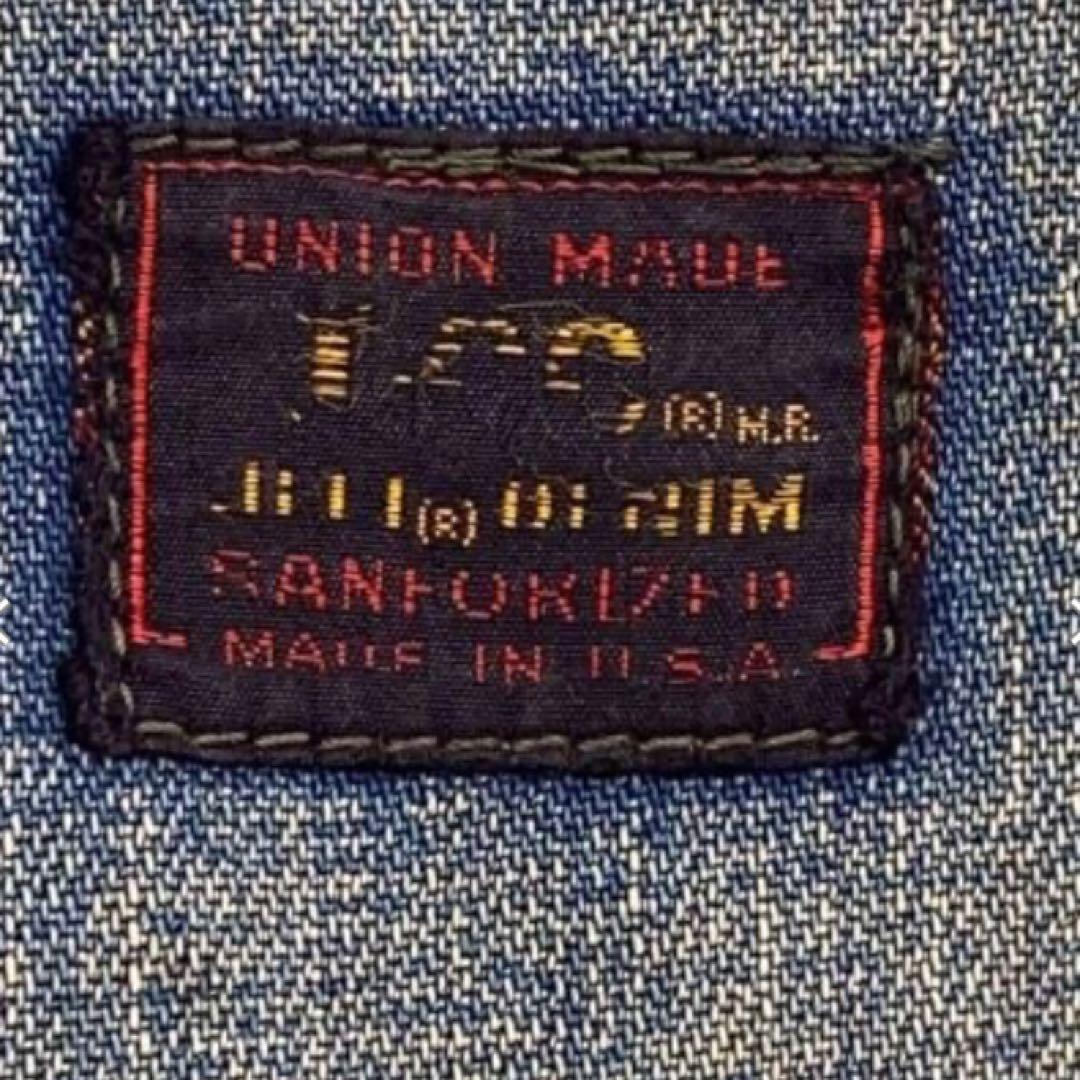 UNION MADE
Lee (R) M.R.
JELT (R) DENIM
SANFORIZED
MADE IN U.S.A.